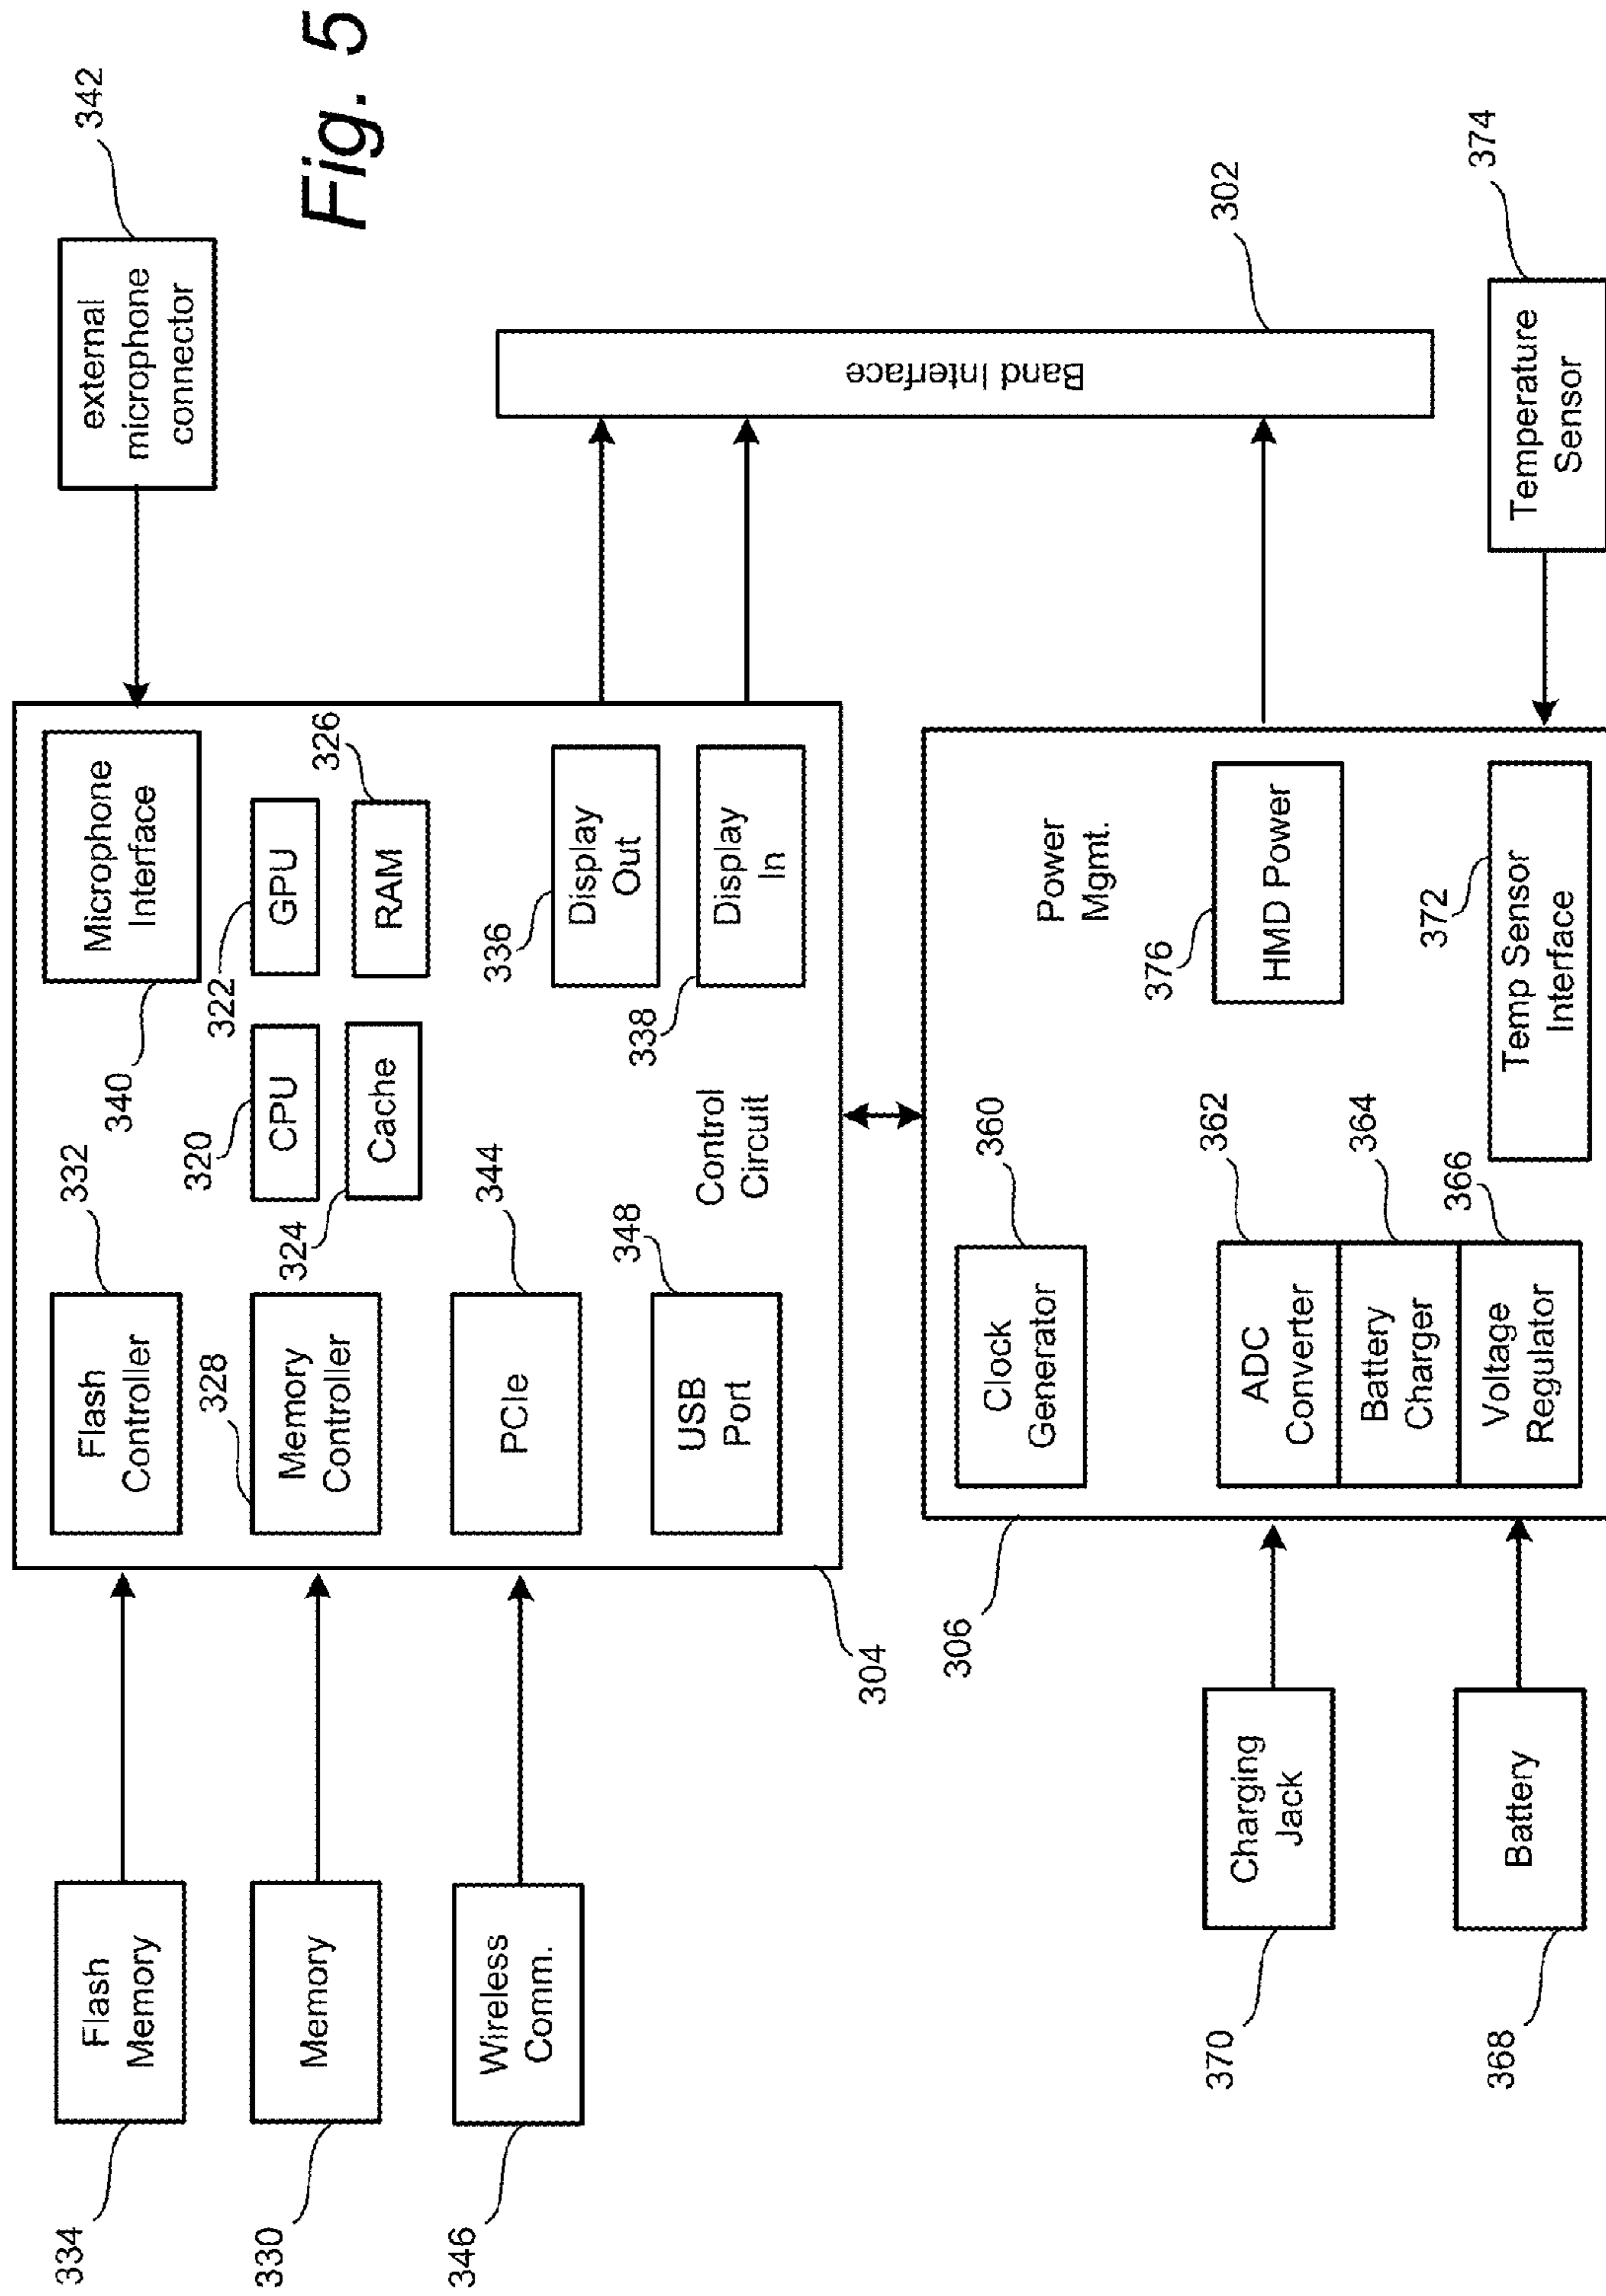 334
Flash
Memory
330
Memory
346
Wireless
Comm.
332
Flash
Controller
328
Memory
Controller
344
PCIe
348
USB
Port
340
Microphone
Interface
320
CPU
322
GPU
324
Cache
326
RAM
336
Display
Out
338
Display
In
Control
Circuit
304
342
external
microphone
connector
Fig. 5
302
Band Interface
306
360
Clock
Generator
Power
Mgmt.
362
ADC
Converter
364
Battery
Charger
366
Voltage
Regulator
376
HMD Power
372
Temp Sensor
Interface
370
Charging
Jack
368
Battery
374
Temperature
Sensor